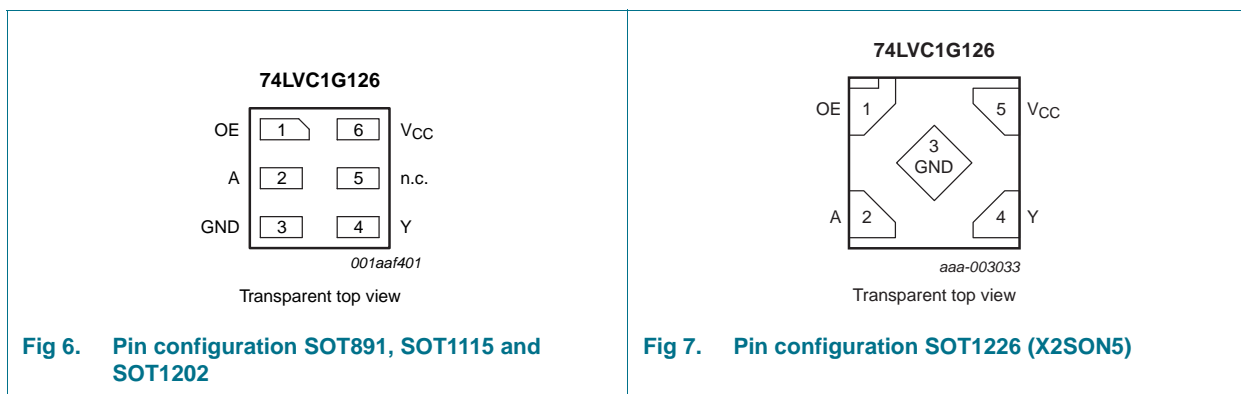 74LVC1G126
OE 1 6 VCC
A 2 5 n.c.
GND 3 4 Y
001aaf401
Transparent top view
Fig 6. Pin configuration SOT891, SOT1115 and
SOT1202
74LVC1G126
OE 1 5 VCC
3
GND
A 2 4 Y
aaa-003033
Transparent top view
Fig 7. Pin configuration SOT1226 (X2SON5)